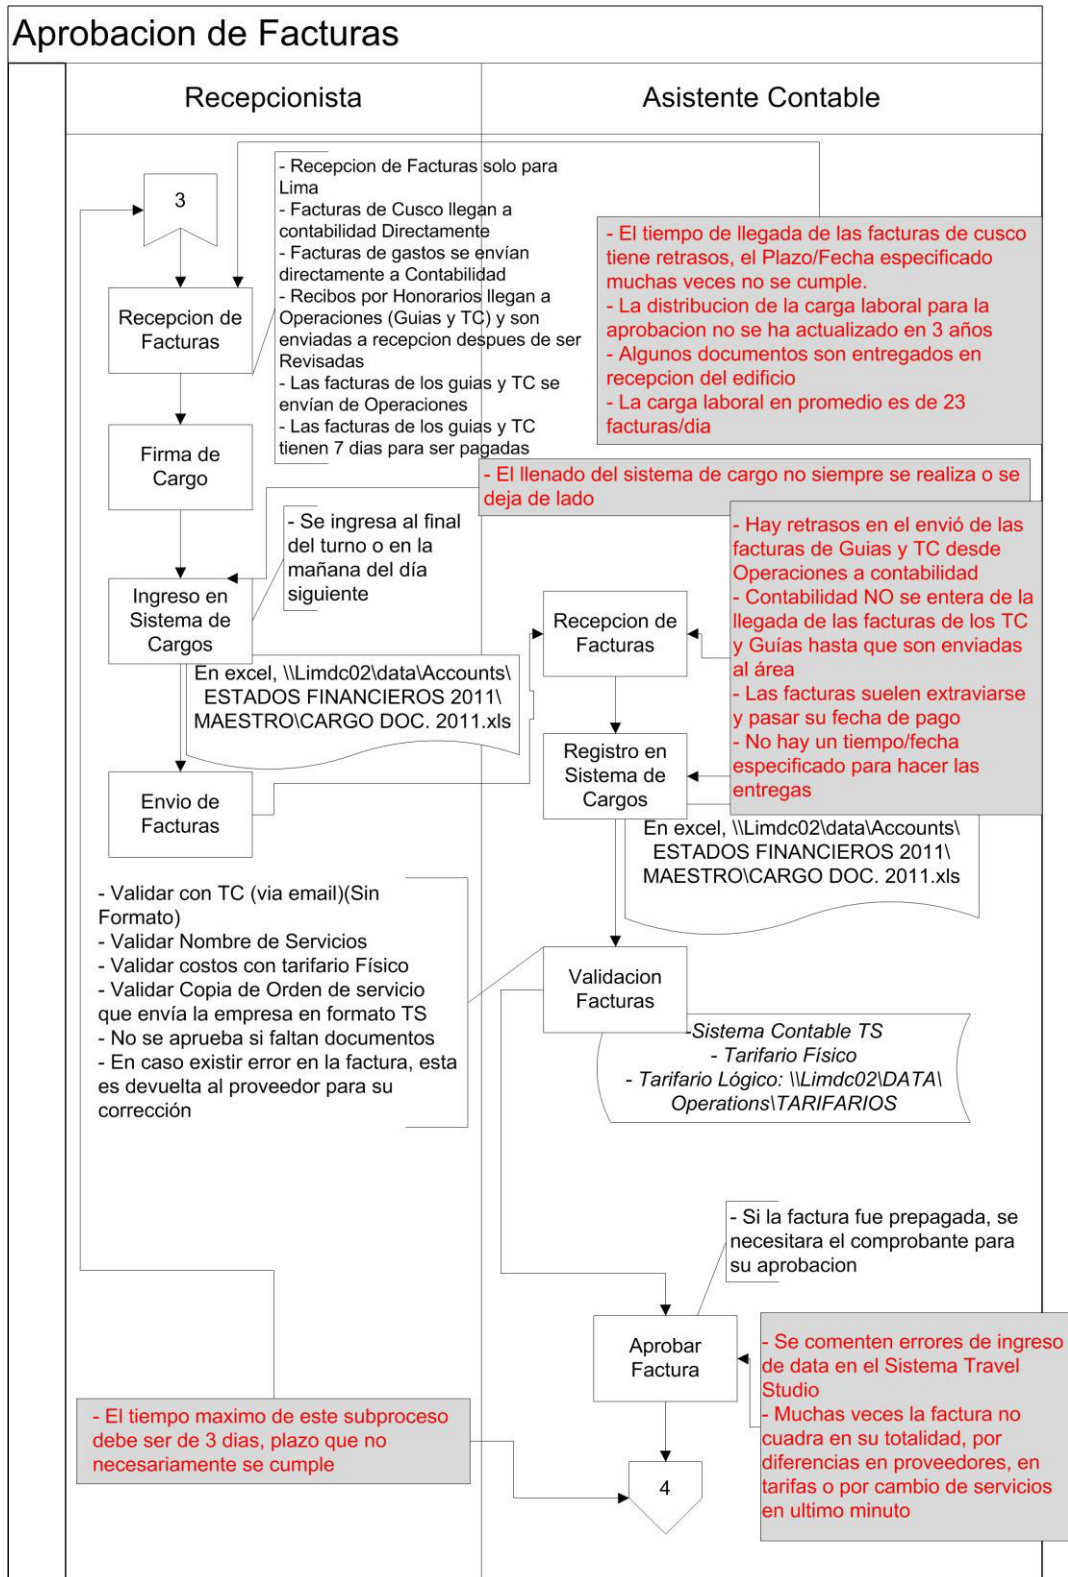 Aprobacion de Facturas
Recepcionista
Asistente Contable
3
- Recepcion de Facturas solo para
Lima
- Facturas de Cusco llegan a
contabilidad Directamente
- Facturas de gastos se envían
directamente a Contabilidad
- Recibos por Honorarios llegan a
Operaciones (Guias y TC) y son
enviadas a recepcion despues de ser
Revisadas
- Las facturas de los guias y TC se
envían de Operaciones
- Las facturas de los guias y TC
tienen 7 dias para ser pagadas
- El tiempo de llegada de las facturas de cusco
tiene retrasos, el Plazo/Fecha especificado
muchas veces no se cumple.
- La distribucion de la carga laboral para la
aprobacion no se ha actualizado en 3 años
- Algunos documentos son entregados en
recepcion del edificio
- La carga laboral en promedio es de 23
facturas/dia
Recepcion de
Facturas
Firma de
Cargo
- El llenado del sistema de cargo no siempre se realiza o se
deja de lado
- Se ingresa al final
del turno o en la
mañana del día
siguiente
Ingreso en
Sistema de
Cargos
En excel, \\Limdc02\data\Accounts\
ESTADOS FINANCIEROS 2011\
MAESTRO\CARGO DOC. 2011.xls
Envio de
Facturas
- Hay retrasos en el envió de las
facturas de Guias y TC desde
Operaciones a contabilidad
- Contabilidad NO se entera de la
llegada de las facturas de los TC
y Guías hasta que son enviadas
al área
- Las facturas suelen extraviarse
y pasar su fecha de pago
- No hay un tiempo/fecha
especificado para hacer las
entregas
Recepcion de
Facturas
Registro en
Sistema de
Cargos
En excel, \\Limdc02\data\Accounts\
ESTADOS FINANCIEROS 2011\
MAESTRO\CARGO DOC. 2011.xls
- Validar con TC (via email)(Sin
Formato)
- Validar Nombre de Servicios
- Validar costos con tarifario Físico
- Validar Copia de Orden de servicio
que envía la empresa en formato TS
- No se aprueba si faltan documentos
- En caso existir error en la factura, esta
es devuelta al proveedor para su
corrección
Validacion
Facturas
-Sistema Contable TS
- Tarifario Físico
- Tarifario Lógico: \\Limdc02\DATA\
Operations\TARIFARIOS
- Si la factura fue prepagada, se
necesitara el comprobante para
su aprobacion
Aprobar
Factura
- Se comenten errores de ingreso
de data en el Sistema Travel
Studio
- Muchas veces la factura no
cuadra en su totalidad, por
diferencias en proveedores, en
tarifas o por cambio de servicios
en ultimo minuto
- El tiempo maximo de este subproceso
debe ser de 3 dias, plazo que no
necesariamente se cumple
4